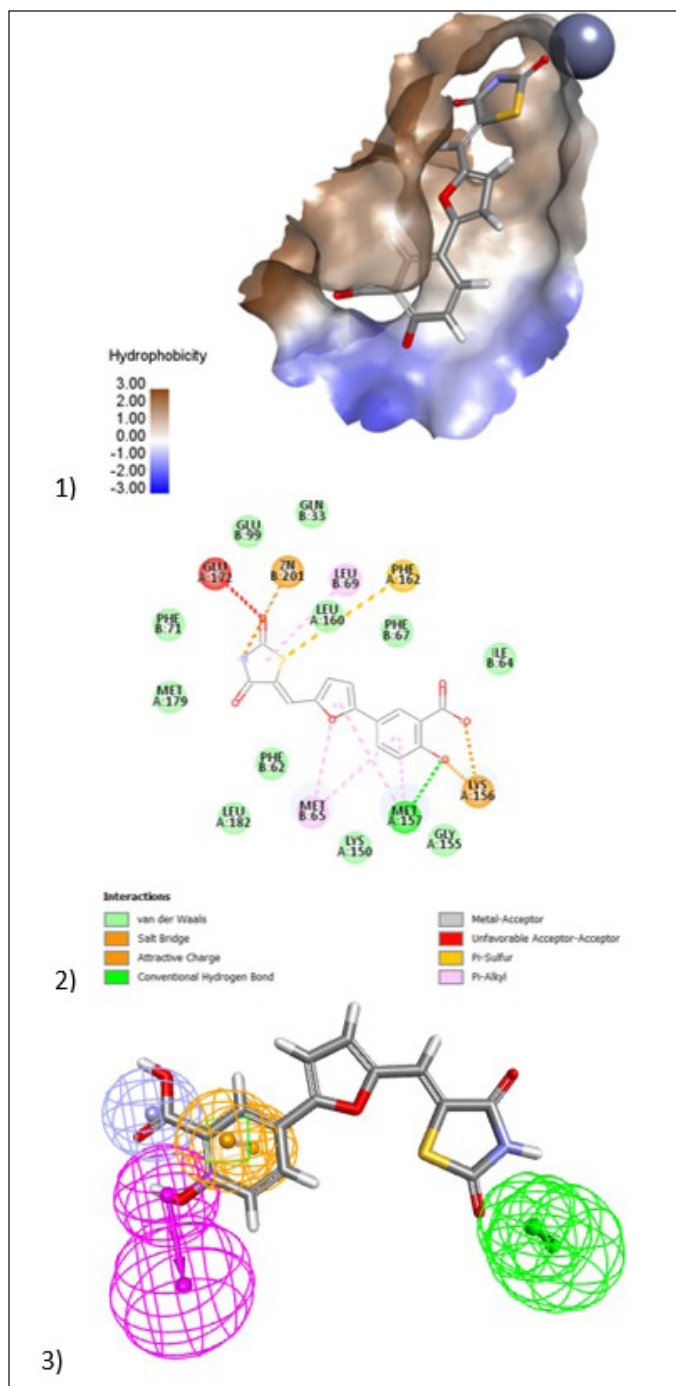 Hydrophobicity
3.00
2.00
1.00
0.00
-1.00
-2.00
-3.00
1)
GLN
B:33
GLU
B:99
GLU
A:172
ZN
B:201
LEU
B:69
PHE
A:162
PHE
B:71
LEU
A:160
PHE
B:67
ILE
B:64
MET
A:179
PHE
B:62
LYS
A:156
LEU
A:182
MET
B:65
MET
A:157
LYS
A:150
GLY
A:155
Interactions
van der Waals
Salt Bridge
Attractive Charge
Conventional Hydrogen Bond
Metal-Acceptor
Unfavorable Acceptor-Acceptor
Pi-Sulfur
Pi-Alkyl
2)
3)